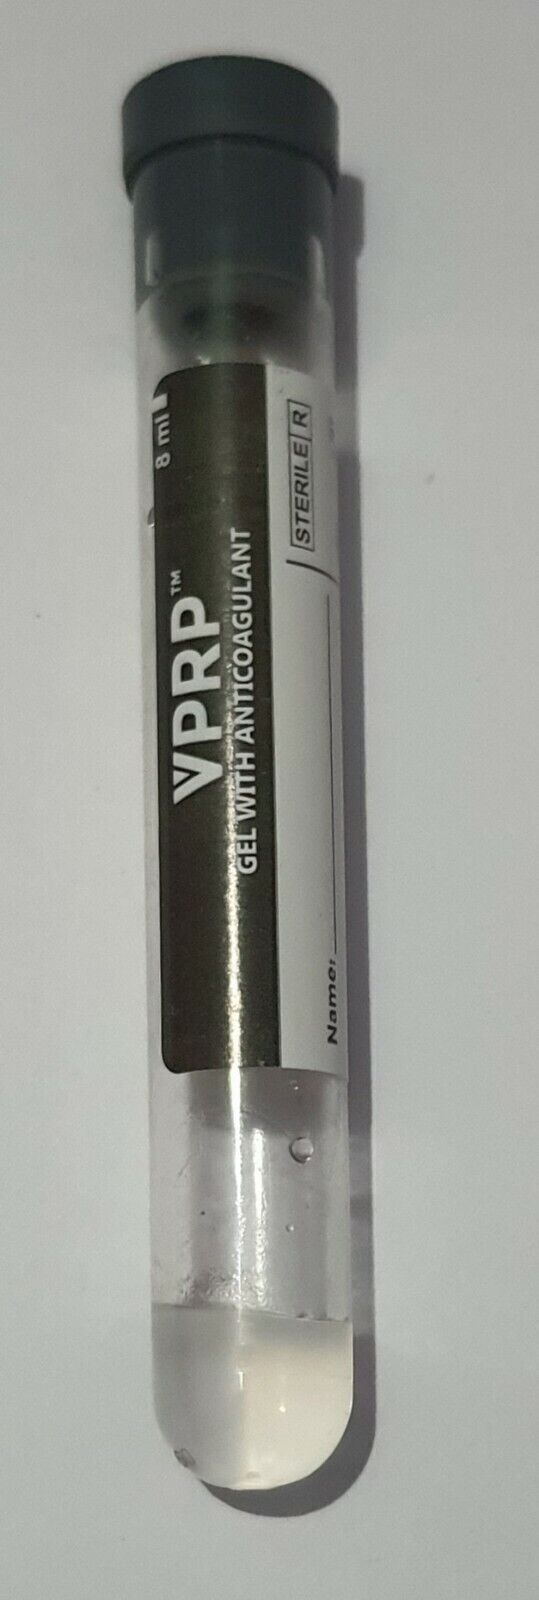 8 ml
VPRP™
GEL WITH ANTICOAGULANT
STERILE R
Name: